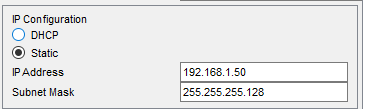 IP Configuration
DHCP
Static
IP Address 192.168.1.50
Subnet Mask 255.255.255.128